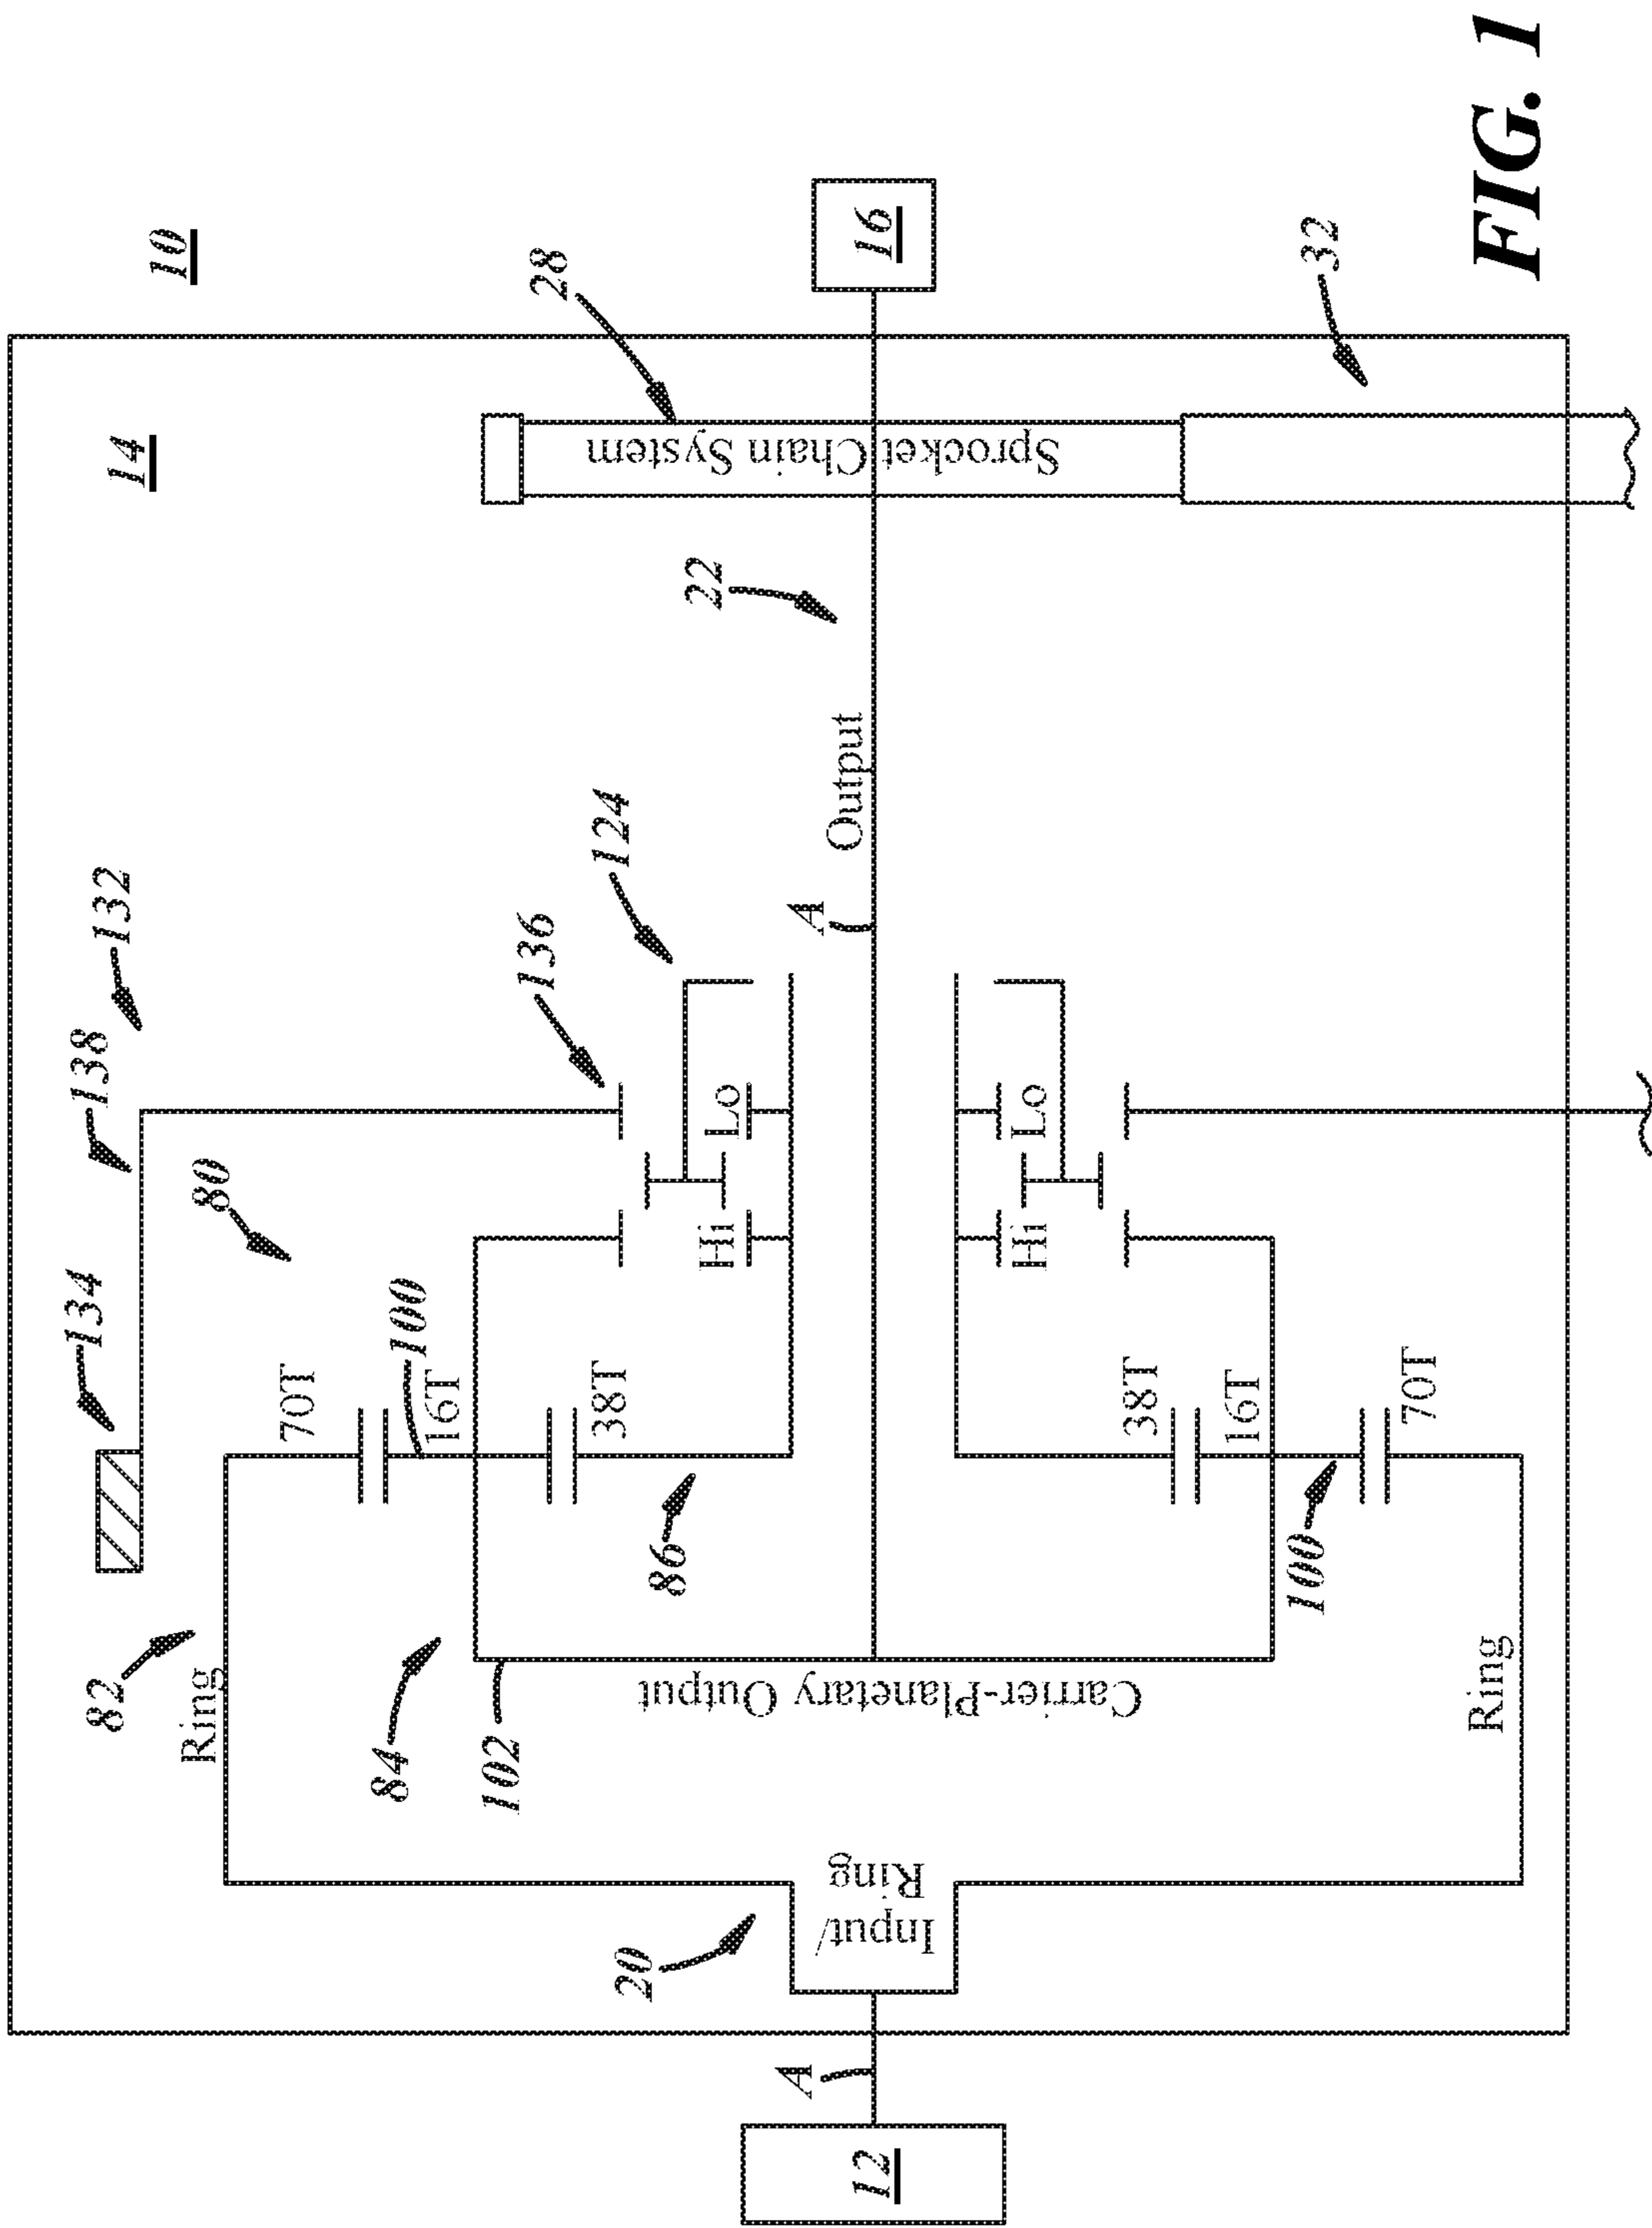 10
14
132
138
134
80
82
Ring
70T
100
16T
38T
84
102
86
136
124
28
22
Hi
Lo
A
Output
Sprocket Chain System
16
Carrier-Planetary Output
20
Input/
Ring
A
12
Hi
Lo
38T
16T
70T
100
Ring
32
FIG. 1